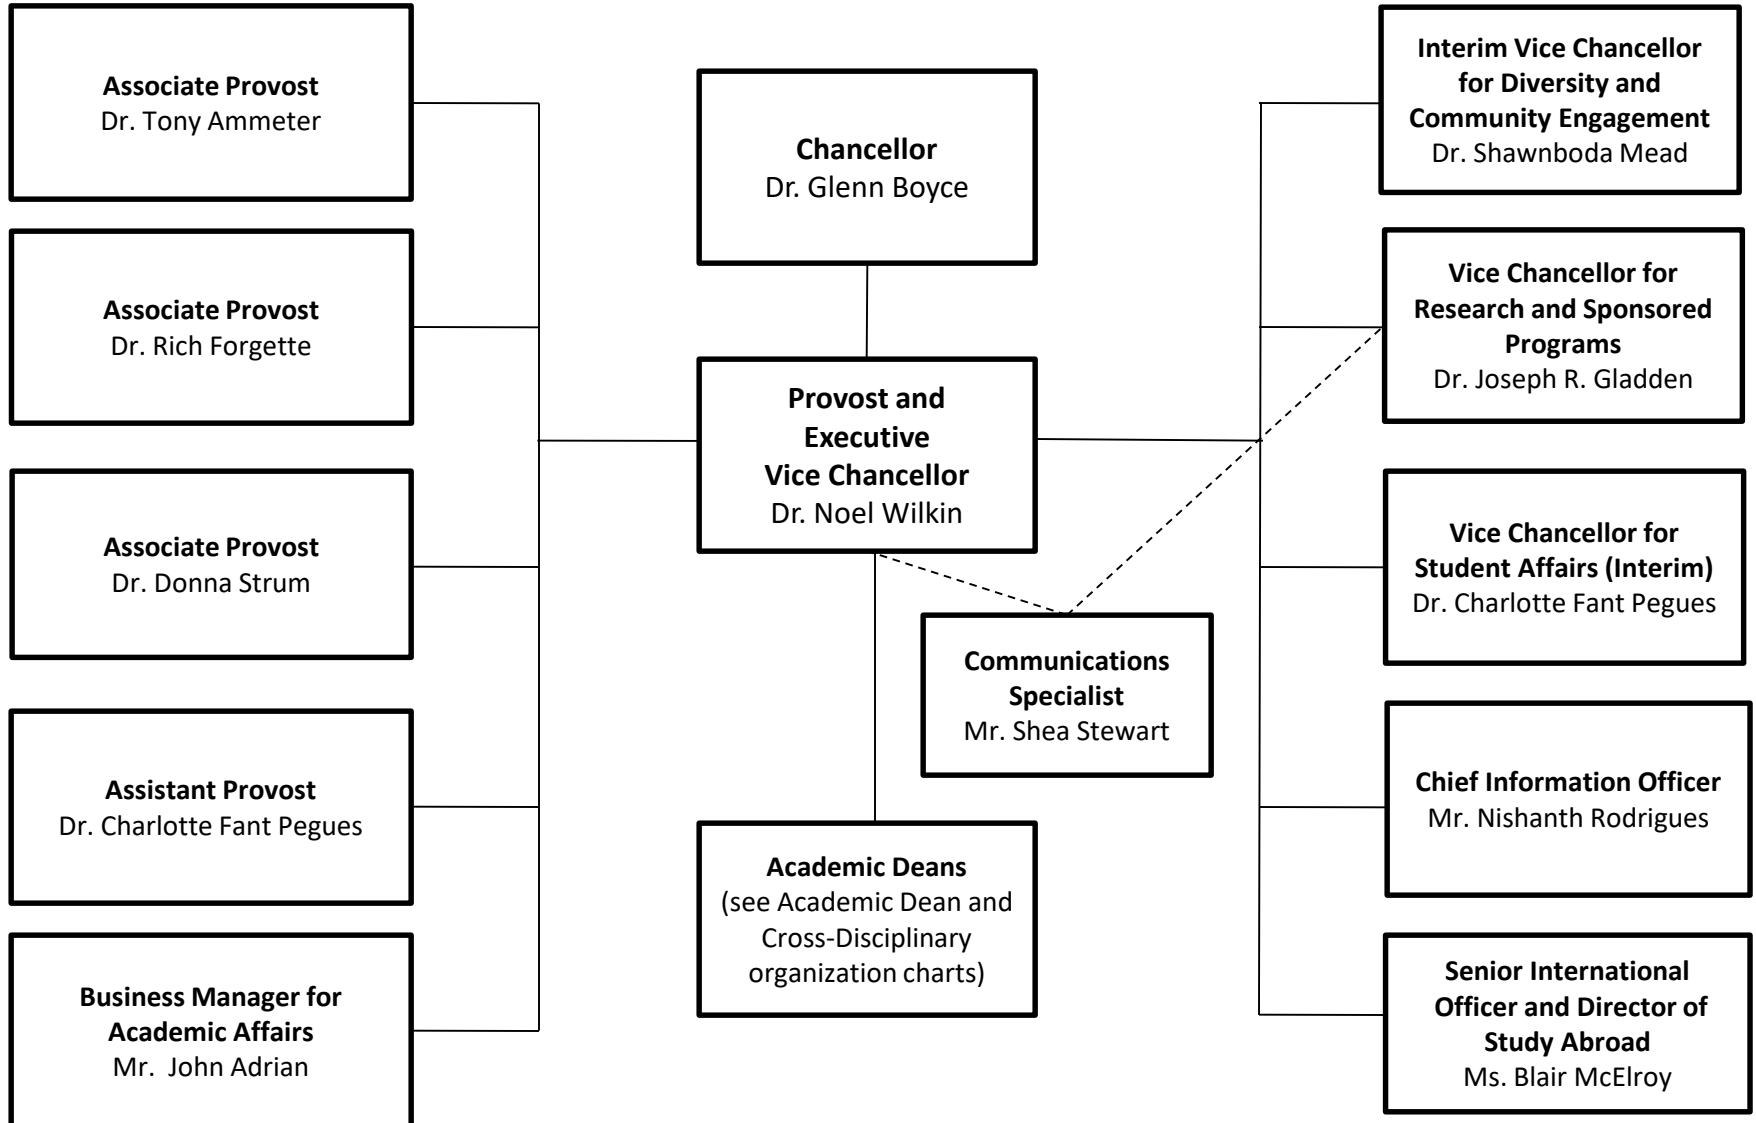 Associate Provost
Dr. Tony Ammeter
Associate Provost
Dr. Rich Forgette
Associate Provost
Dr. Donna Strum
Assistant Provost
Dr. Charlotte Fant Pegues
Business Manager for
Academic Affairs
Mr.  John Adrian
Chancellor
Dr. Glenn Boyce
Provost and
Executive
Vice Chancellor
Dr. Noel Wilkin
Communications
Specialist
Mr. Shea Stewart
Academic Deans
(see Academic Dean and
Cross-Disciplinary
organization charts)
Interim Vice Chancellor
for Diversity and
Community Engagement
Dr. Shawnboda Mead
Vice Chancellor for
Research and Sponsored
Programs
Dr. Joseph R. Gladden
Vice Chancellor for
Student Affairs (Interim)
Dr. Charlotte Fant Pegues
Chief Information Officer
Mr. Nishanth Rodrigues
Senior International
Officer and Director of
Study Abroad
Ms. Blair McElroy